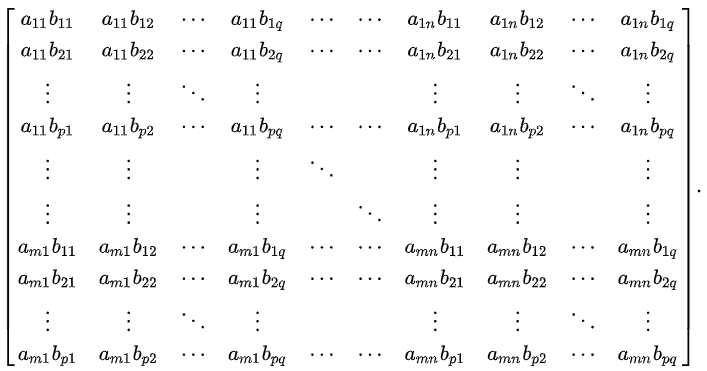 a₁₁b₁₁ a₁₁b₁₂ ⋯ a₁₁b₁q ⋯ ⋯ a₁ₙb₁₁ a₁ₙb₁₂ ⋯ a₁ₙb₁q
a₁₁b₂₁ a₁₁b₂₂ ⋯ a₁₁b₂q ⋯ ⋯ a₁ₙb₂₁ a₁ₙb₂₂ ⋯ a₁ₙb₂q
⋮ ⋮ ⋱ ⋮ ⋮ ⋮ ⋱ ⋮
a₁₁bₚ₁ a₁₁bₚ₂ ⋯ a₁₁bₚq ⋯ ⋯ a₁ₙbₚ₁ a₁ₙbₚ₂ ⋯ a₁ₙbₚq
⋮ ⋮ ⋮ ⋱ ⋮ ⋮ ⋮
⋮ ⋮ ⋮ ⋱ ⋮ ⋮ ⋮ .
aₘ₁b₁₁ aₘ₁b₁₂ ⋯ aₘ₁b₁q ⋯ ⋯ aₘₙb₁₁ aₘₙb₁₂ ⋯ aₘₙb₁q
aₘ₁b₂₁ aₘ₁b₂₂ ⋯ aₘ₁b₂q ⋯ ⋯ aₘₙb₂₁ aₘₙb₂₂ ⋯ aₘₙb₂q
⋮ ⋮ ⋱ ⋮ ⋮ ⋮ ⋱ ⋮
aₘ₁bₚ₁ aₘ₁bₚ₂ ⋯ aₘ₁bₚq ⋯ ⋯ aₘₙbₚ₁ aₘₙbₚ₂ ⋯ aₘₙbₚq